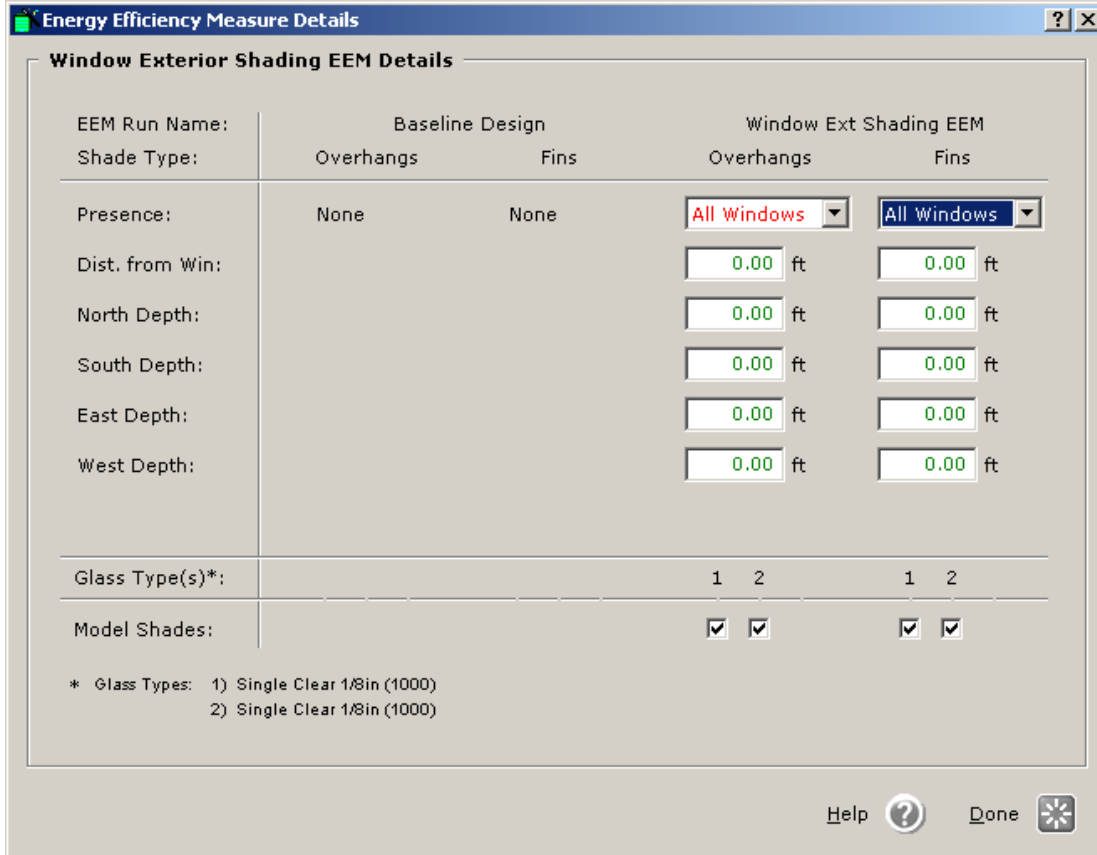 Energy Efficiency Measure Details
Window Exterior Shading EEM Details
EEM Run Name: Baseline Design Window Ext Shading EEM
Shade Type: Overhangs Fins Overhangs Fins
Presence: None None All Windows All Windows
Dist. from Win: 0.00 ft 0.00 ft
North Depth: 0.00 ft 0.00 ft
South Depth: 0.00 ft 0.00 ft
East Depth: 0.00 ft 0.00 ft
West Depth: 0.00 ft 0.00 ft
Glass Type(s)*: 1 2 1 2
Model Shades:
* Glass Types: 1) Single Clear 1/8in (1000)
2) Single Clear 1/8in (1000)
Help ? Done